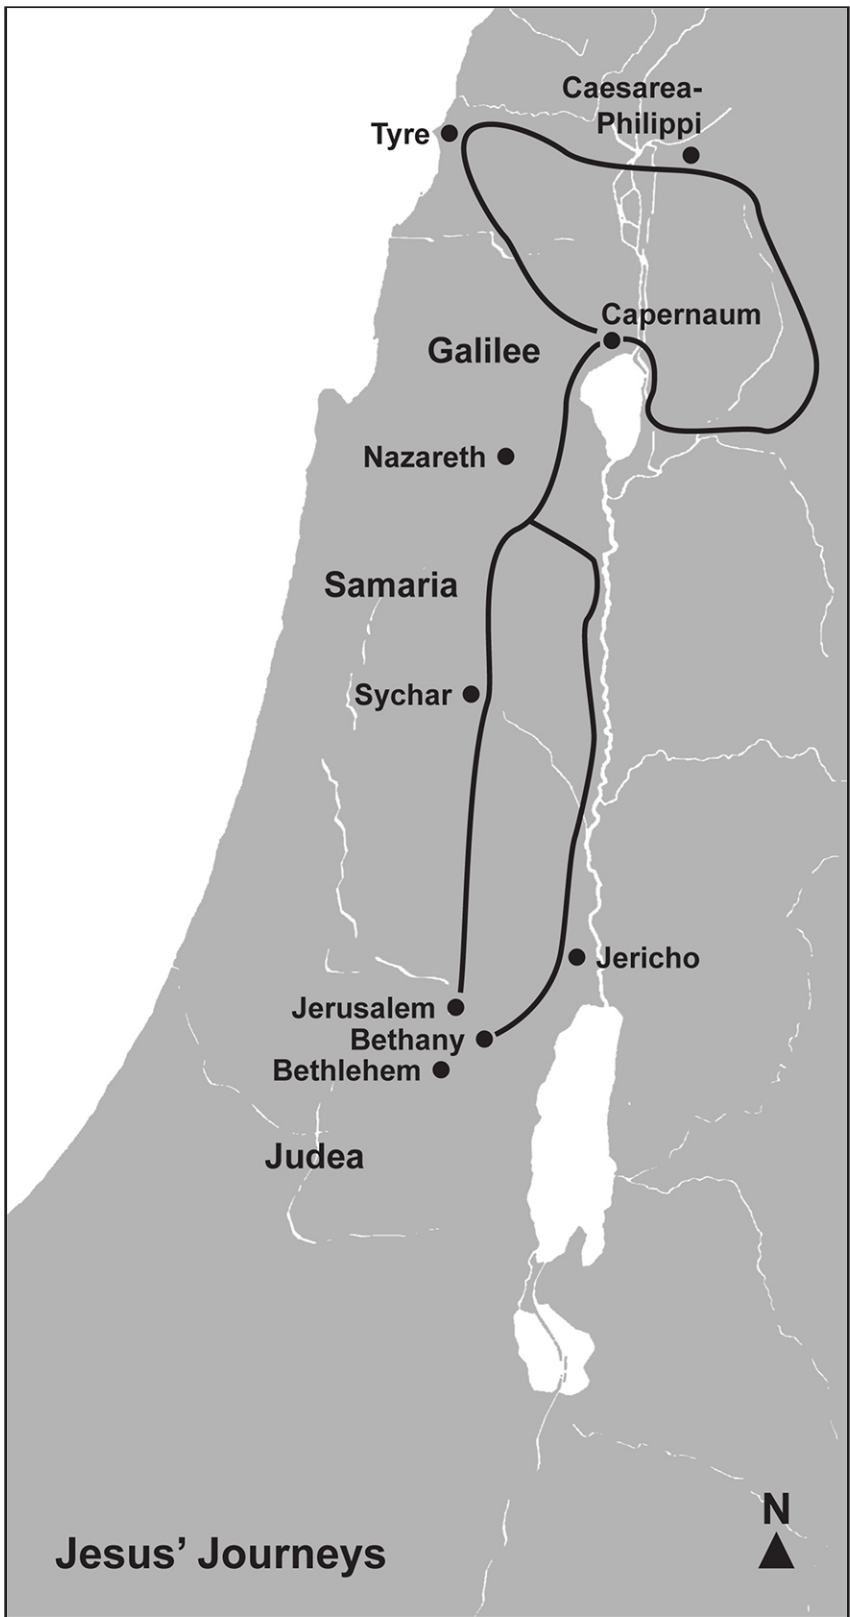 Caesarea-
Philippi
Tyre
Capernaum
Galilee
Nazareth
Samaria
Sychar
Jericho
Jerusalem
Bethany
Bethlehem
Judea
N
Jesus’ Journeys